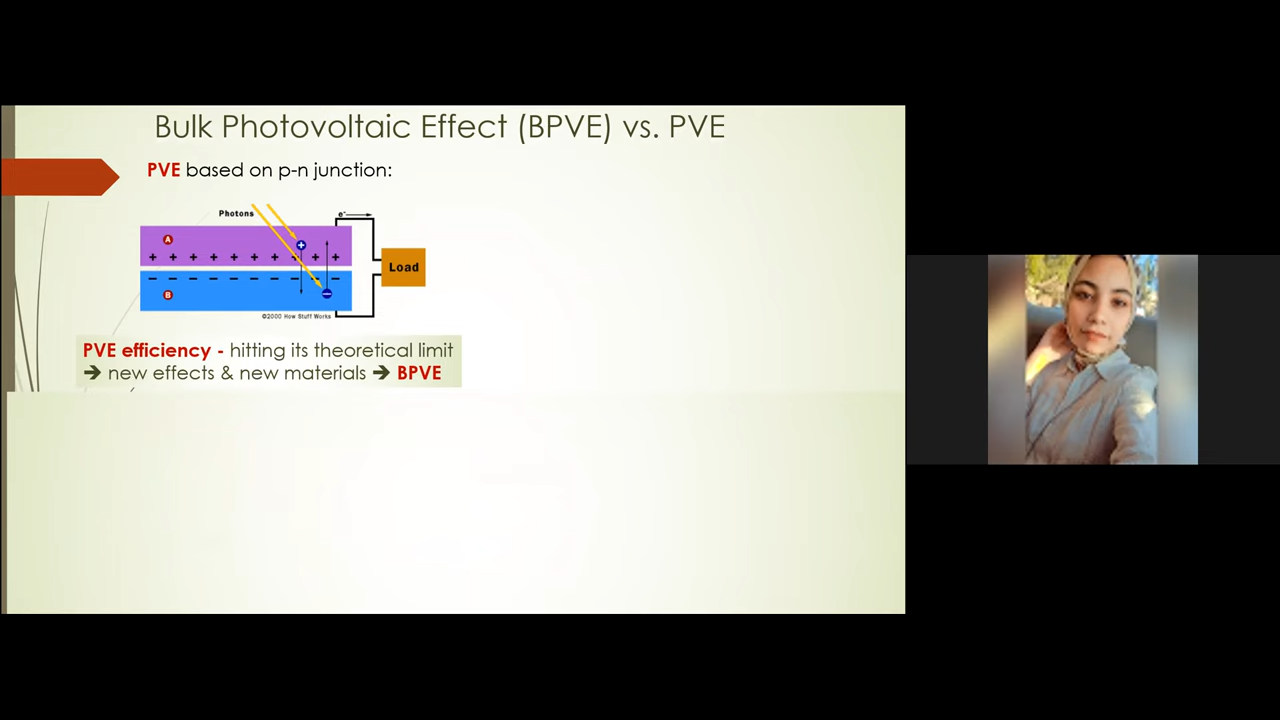 Bulk Photovoltaic Effect (BPVE) vs. PVE
PVE based on p-n junction:
Photons
e⁻
A
+ + + + + + + + + +
+
Load
- - - - - - - - - -
B
−
©2000 How Stuff Works
PVE efficiency - hitting its theoretical limit
➔ new effects & new materials ➔ BPVE